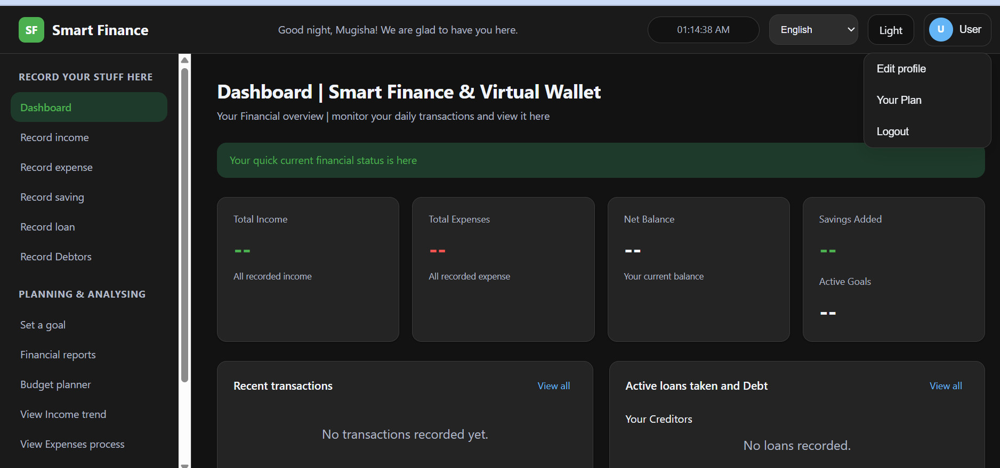 SF Smart Finance
Good night, Mugisha! We are glad to have you here.
01:14:38 AM
English
Light
U User
Edit profile
Your Plan
Logout
RECORD YOUR STUFF HERE
Dashboard
Record income
Record expense
Record saving
Record loan
Record Debtors
PLANNING & ANALYSING
Set a goal
Financial reports
Budget planner
View Income trend
View Expenses process
Dashboard | Smart Finance & Virtual Wallet
Your Financial overview | monitor your daily transactions and view it here
Your quick current financial status is here
Total Income
--
All recorded income
Total Expenses
--
All recorded expense
Net Balance
--
Your current balance
Savings Added
--
Active Goals
--
Recent transactions
View all
No transactions recorded yet.
Active loans taken and Debt
View all
Your Creditors
No loans recorded.